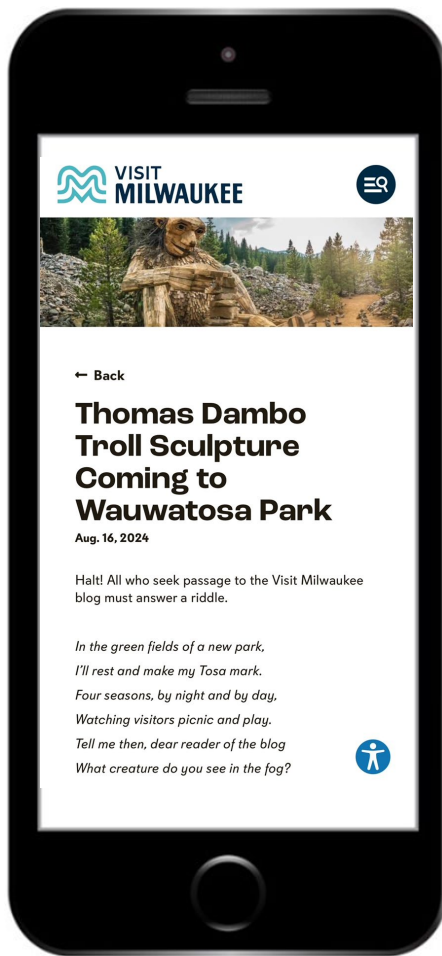 VISIT
MILWAUKEE
← Back
Thomas Dambo
Troll Sculpture
Coming to
Wauwatosa Park
Aug. 16, 2024
Halt! All who seek passage to the Visit Milwaukee
blog must answer a riddle.
In the green fields of a new park,
I'll rest and make my Tosa mark.
Four seasons, by night and by day,
Watching visitors picnic and play.
Tell me then, dear reader of the blog
What creature do you see in the fog?